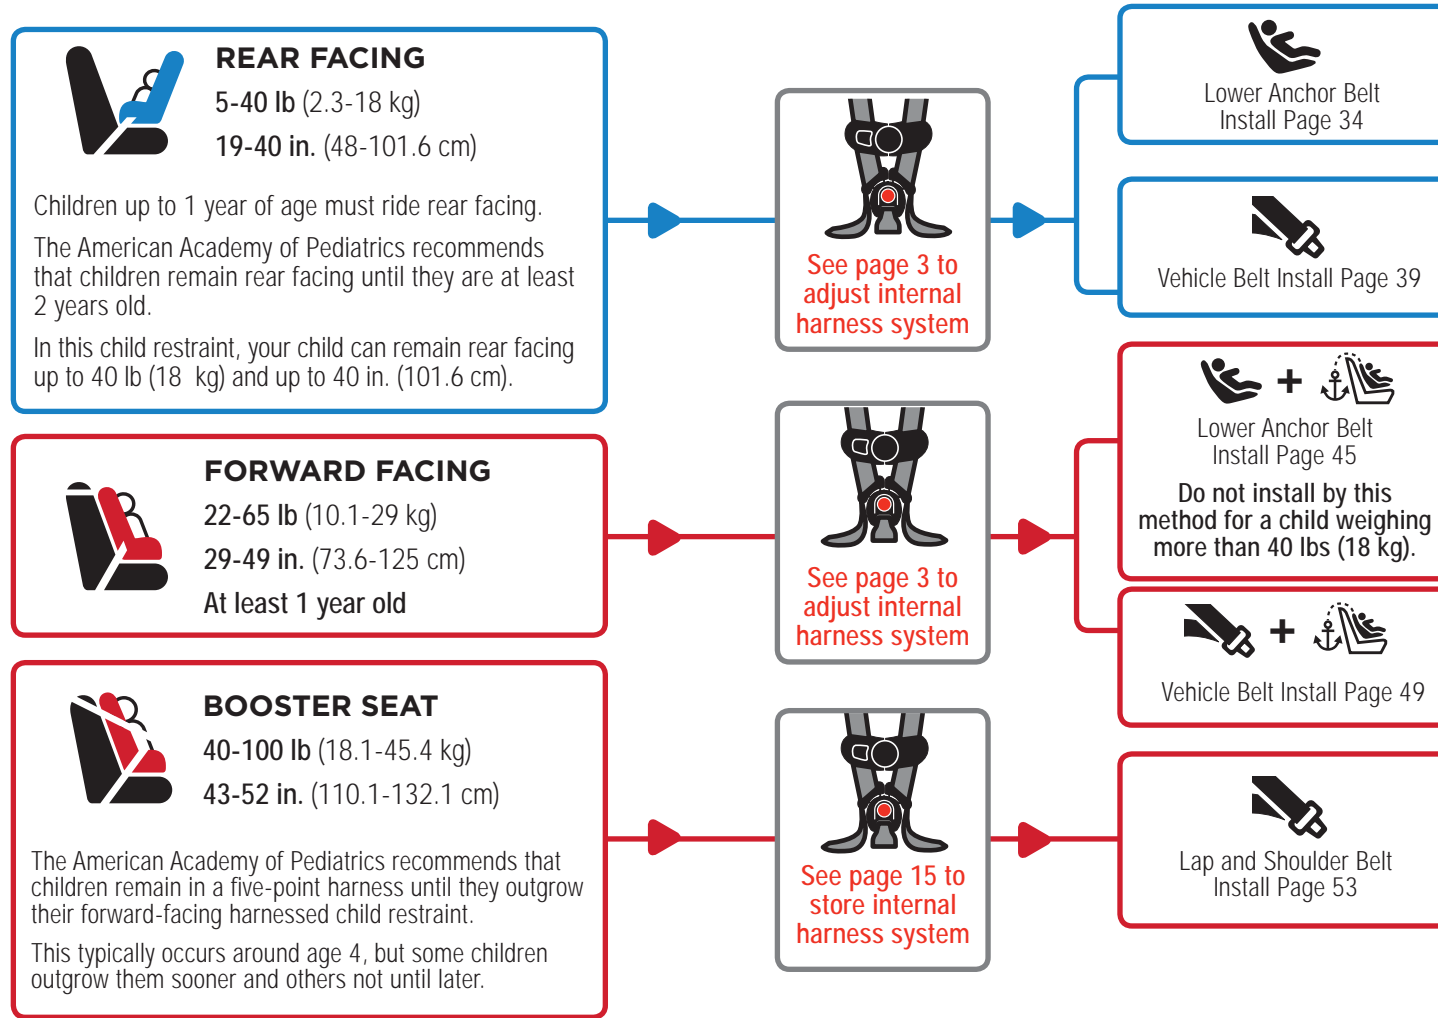 REAR FACING
5-40 lb (2.3-18 kg)
19-40 in. (48-101.6 cm)
Children up to 1 year of age must ride rear facing.
The American Academy of Pediatrics recommends
that children remain rear facing until they are at least
2 years old.
In this child restraint, your child can remain rear facing
up to 40 lb (18 kg) and up to 40 in. (101.6 cm).
See page 3 to
adjust internal
harness system
Lower Anchor Belt
Install Page 34
Vehicle Belt Install Page 39
FORWARD FACING
22-65 lb (10.1-29 kg)
29-49 in. (73.6-125 cm)
At least 1 year old
See page 3 to
adjust internal
harness system
+
Lower Anchor Belt
Install Page 45
Do not install by this
method for a child weighing
more than 40 lbs (18 kg).
+
Vehicle Belt Install Page 49
BOOSTER SEAT
40-100 lb (18.1-45.4 kg)
43-52 in. (110.1-132.1 cm)
The American Academy of Pediatrics recommends that
children remain in a five-point harness until they outgrow
their forward-facing harnessed child restraint.
This typically occurs around age 4, but some children
outgrow them sooner and others not until later.
See page 15 to
store internal
harness system
Lap and Shoulder Belt
Install Page 53